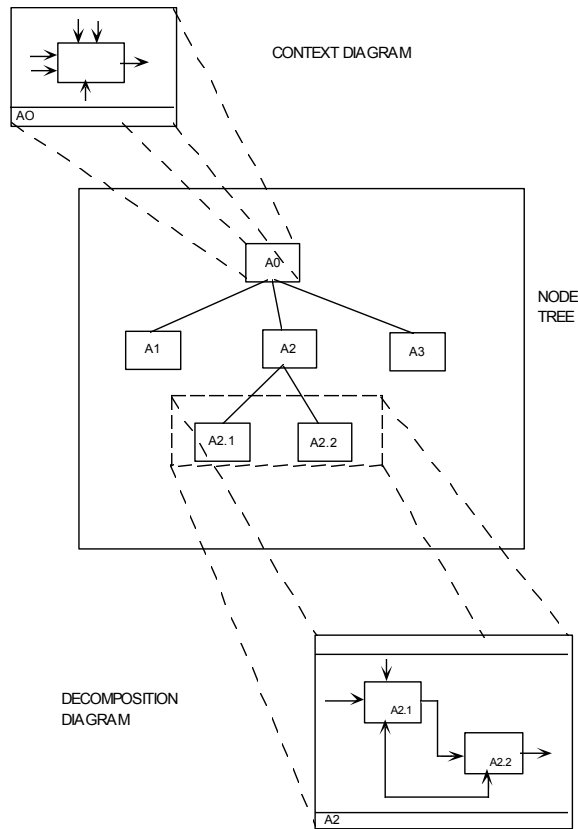 CONTEXT DIAGRAM
AO
A0
NODE
TREE
A1
A2
A3
A2.1
A2.2
DECOMPOSITION
DIAGRAM
A2.1
A2.2
A2